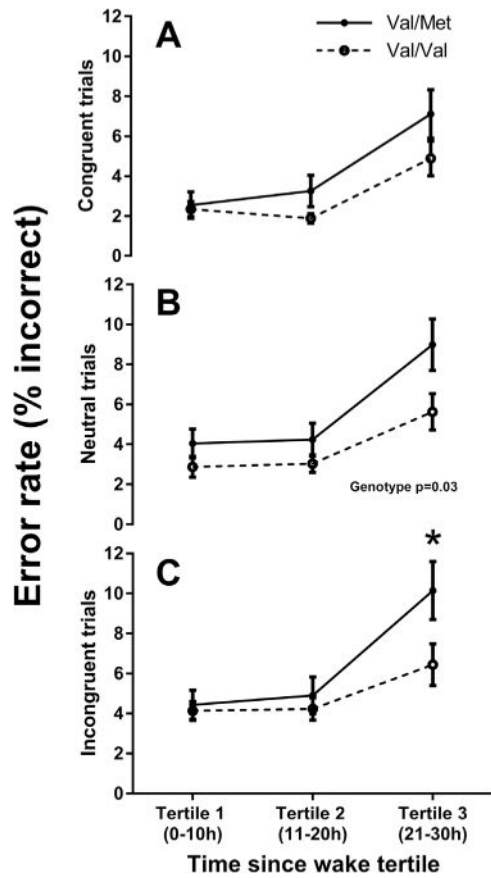 Val/Met
Val/Val
A
Congruent trials
12
10
8
6
4
2
0
B
Neutral trials
12
10
8
6
4
2
0
Genotype p=0.03
C
*
Incongruent trials
12
10
8
6
4
2
0
Error rate (% incorrect)
Tertile 1 Tertile 2 Tertile 3
(0-10h) (11-20h) (21-30h)
Time since wake tertile